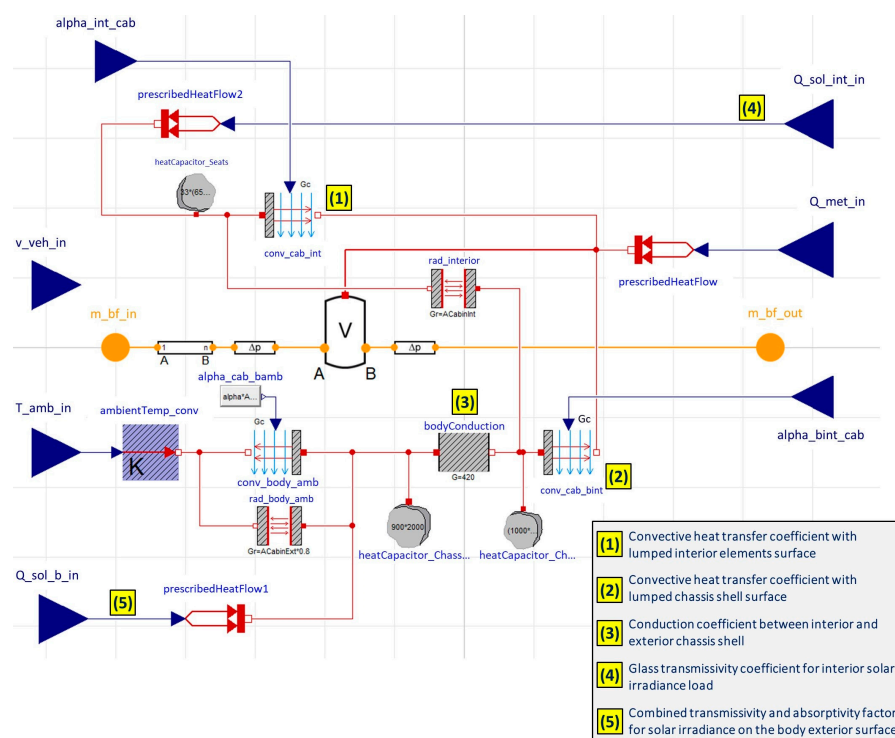 alpha_int_cab
Q_sol_int_in
prescribedHeatFlow2
(4)
heatCapacitor_Seats
33*(65...
Gc
(1)
Q_met_in
v_veh_in
conv_cab_int
rad_interior
prescribedHeatFlow
Gr=ACabinInt
m_bf_in
m_bf_out
V
1 n
Δp
Δp
A B
A B
alpha_cab_bamb
alpha*A...
T_amb_in
ambientTemp_conv
(3)
bodyConduction
Gc
Gc
alpha_bint_cab
K
conv_body_amb
G=420
conv_cab_bint
(2)
rad_body_amb
900*2000
(1000*...
Gr=ACabinExt*0.8
heatCapacitor_Chass...
heatCapacitor_Ch...
Q_sol_b_in
prescribedHeatFlow1
(5)
(1) Convective heat transfer coefficient with
lumped interior elements surface
(2) Convective heat transfer coefficient with
lumped chassis shell surface
(3) Conduction coefficient between interior and
exterior chassis shell
(4) Glass transmissivity coefficient for interior solar
irradiance load
(5) Combined transmissivity and absorptivity factor
for solar irradiance on the body exterior surface